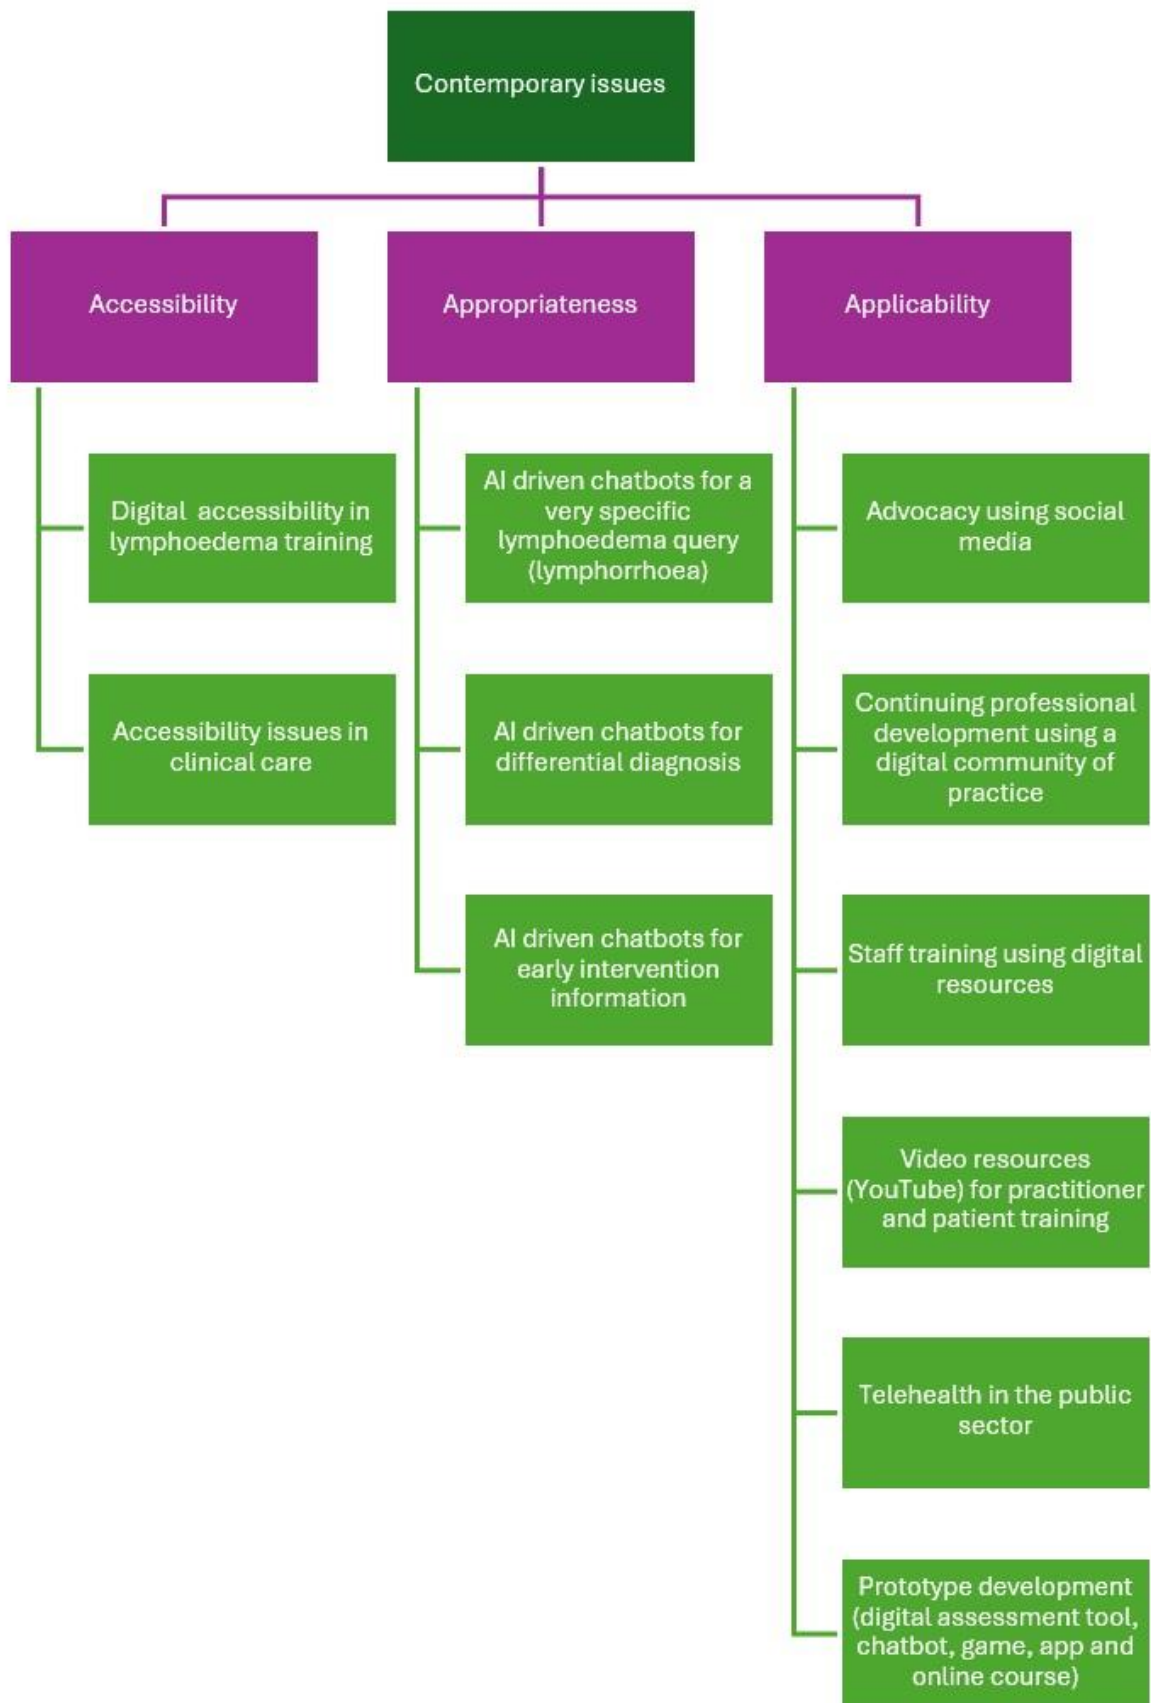 Contemporary issues
Accessibility
Appropriateness
Applicability
Digital  accessibility in
lymphoedema training
Accessibility issues in
clinical care
AI driven chatbots for a
very specific
lymphoedema query
(lymphorrhoea)
AI driven chatbots for
differential diagnosis
AI driven chatbots for
early intervention
information
Advocacy using social
media
Continuing professional
development using a
digital community of
practice
Staff training using digital
resources
Video resources
(YouTube) for practitioner
and patient training
Telehealth in the public
sector
Prototype development
(digital assessment tool,
chatbot, game, app and
online course)